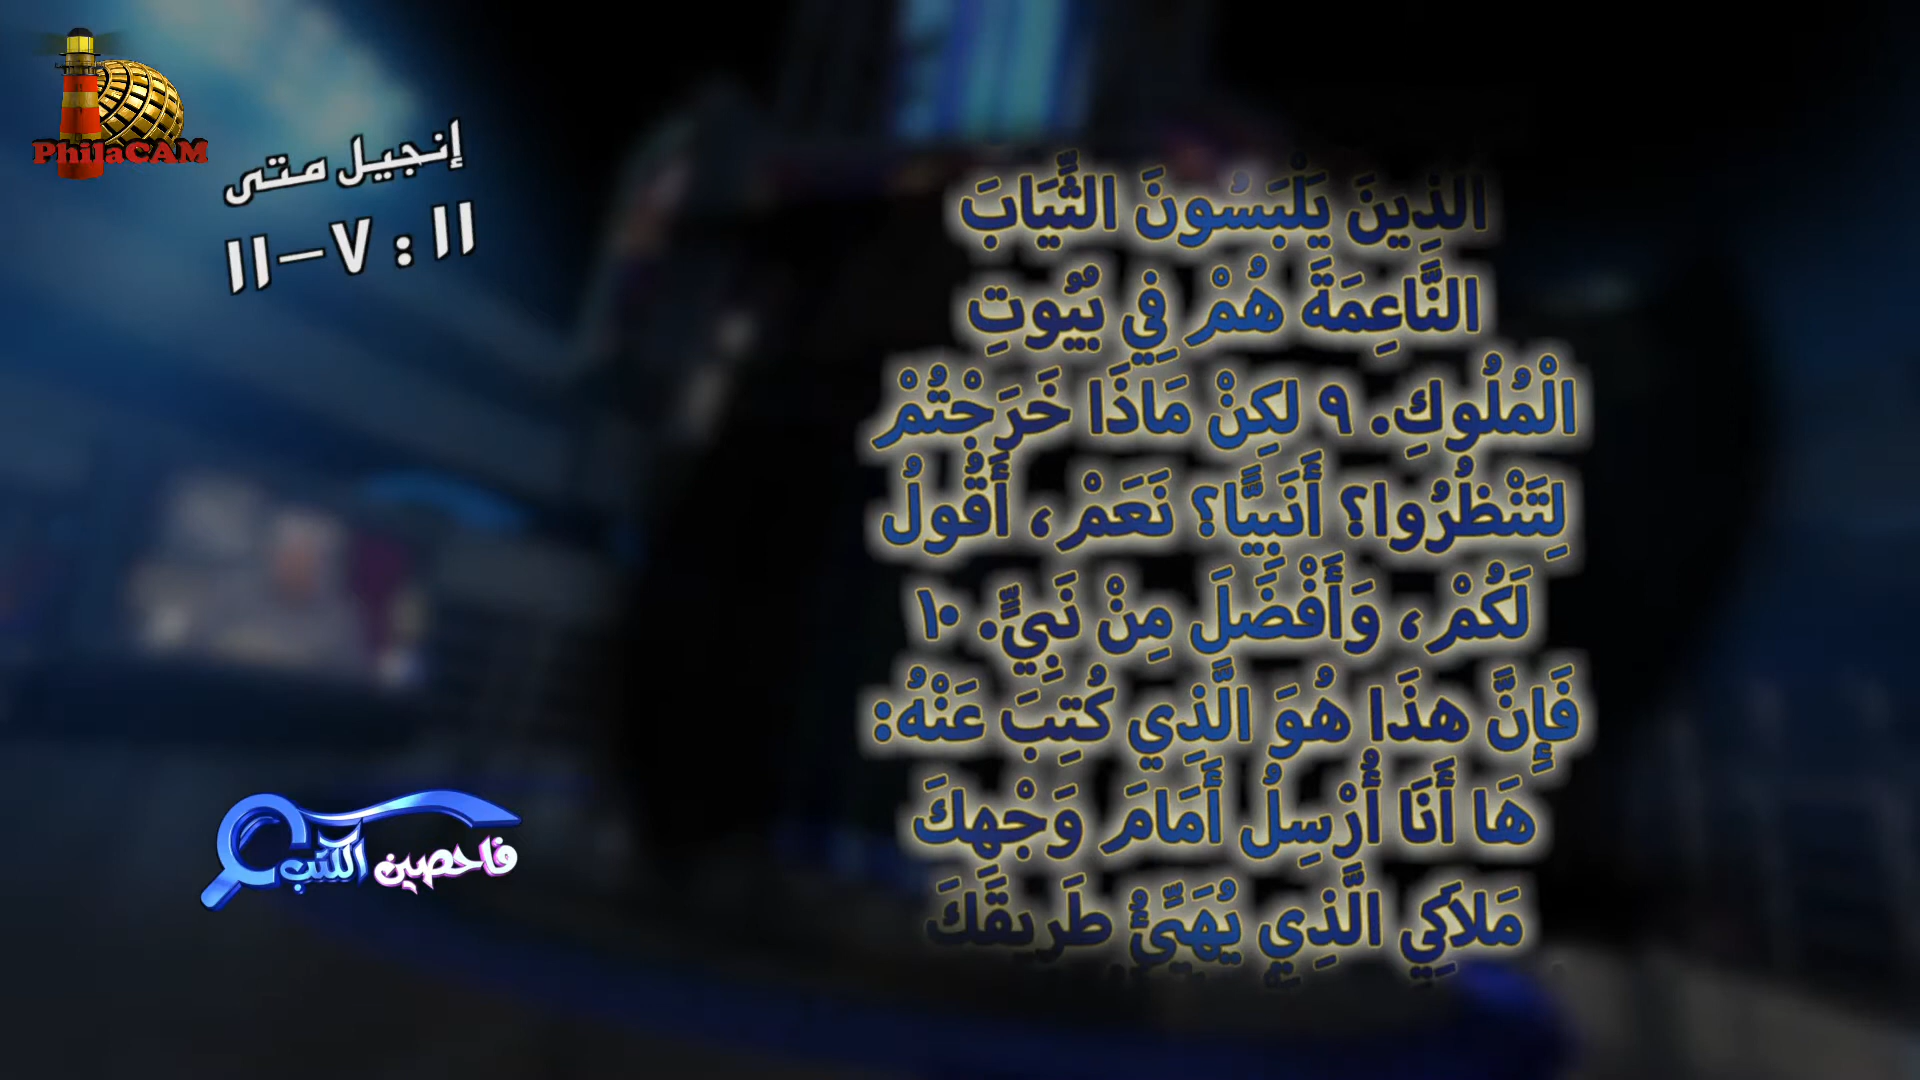 PhilaCAM
إنجيل متى
١١ : ٧-١١
الَّذِينَ يَلْبَسُونَ الثِّيَابَ
النَّاعِمَةَ هُمْ فِي بُيُوتِ
الْمُلُوكِ. ٩ لكِنْ مَاذَا خَرَجْتُمْ
لِتَنْظُرُوا؟ أَنَبِيًّا؟ نَعَمْ، أَقُولُ
لَكُمْ، وَأَفْضَلَ مِنْ نَبِيٍّ. ١٠
فَإِنَّ هذَا هُوَ الَّذِي كُتِبَ عَنْهُ:
هَا أَنَا أُرْسِلُ أَمَامَ وَجْهِكَ
مَلاَكِي الَّذِي يُهَيِّئُ طَرِيقَكَ
فاحصين الكتب